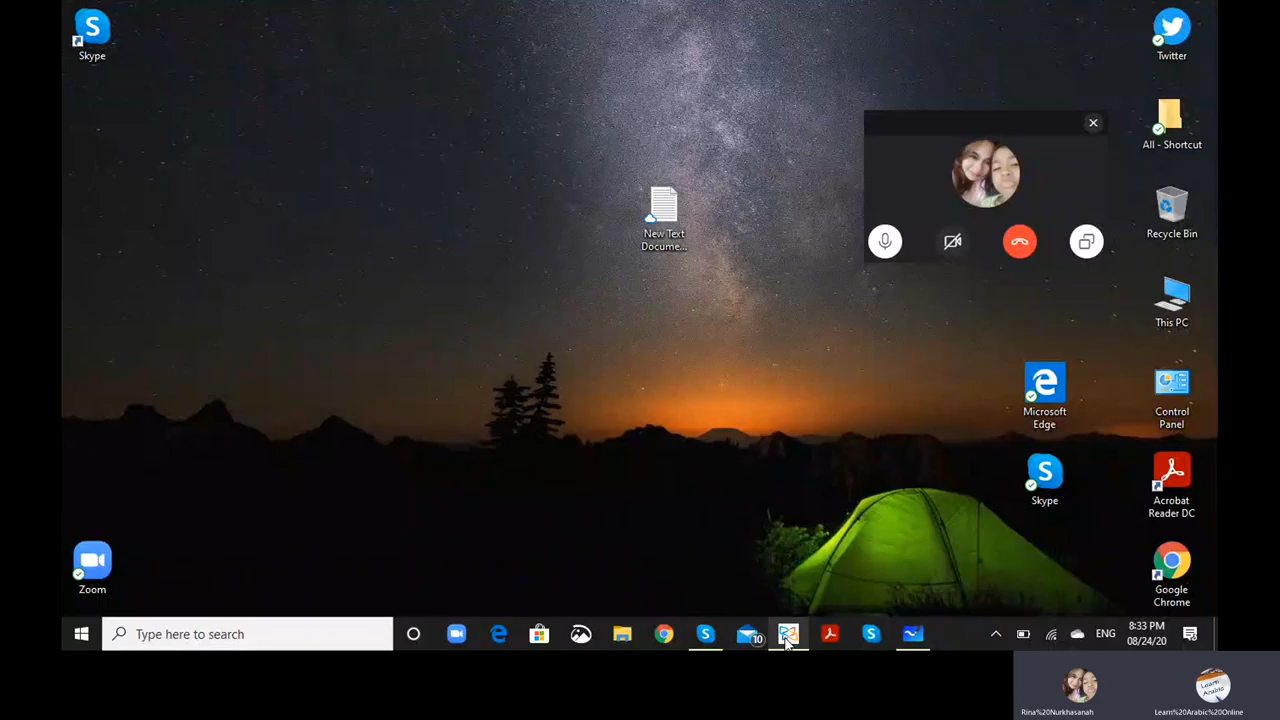 Skype
Twitter
All - Shortcut
New Text
Docume...
Recycle Bin
This PC
Microsoft
Edge
Control
Panel
Skype
Acrobat
Reader DC
Zoom
Google
Chrome
Type here to search
10
ENG
8:33 PM
08/24/20
Learn
Arabic
Rina%20Nurkhasanah
Learn%20Arabic%20Online